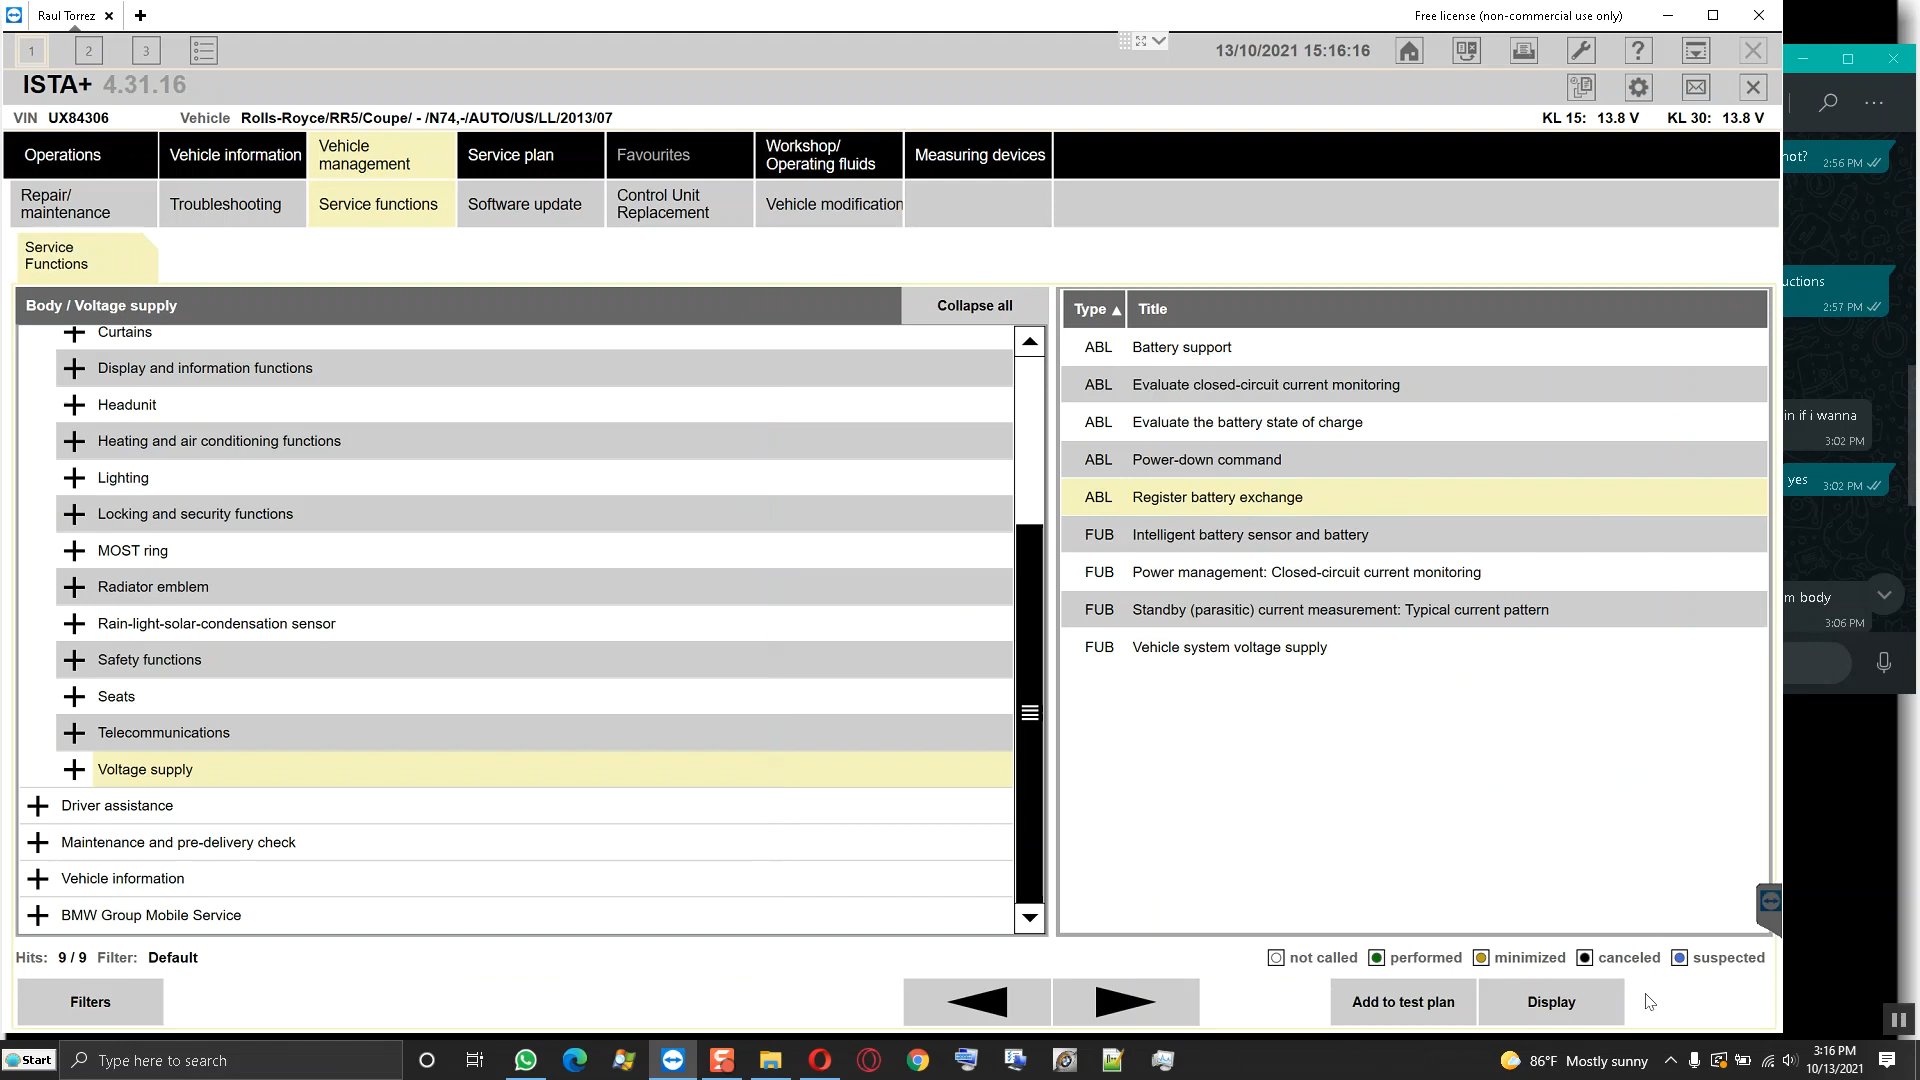 Raul Torrez
Free license (non-commercial use only)
1
2
3
13/10/2021 15:16:16
ISTA+ 4.31.16
VIN UX84306 Vehicle Rolls-Royce/RR5/Coupe/ - /N74,-/AUTO/US/LL/2013/07 KL 15: 13.8 V KL 30: 13.8 V
Operations
Vehicle information
Vehicle
management
Service plan
Favourites
Workshop/
Operating fluids
Measuring devices
Repair/
maintenance
Troubleshooting
Service functions
Software update
Control Unit
Replacement
Vehicle modification
Service
Functions
Body / Voltage supply
Collapse all
Curtains
Display and information functions
Headunit
Heating and air conditioning functions
Lighting
Locking and security functions
MOST ring
Radiator emblem
Rain-light-solar-condensation sensor
Safety functions
Seats
Telecommunications
Voltage supply
Driver assistance
Maintenance and pre-delivery check
Vehicle information
BMW Group Mobile Service
Type ▲ Title
ABL Battery support
ABL Evaluate closed-circuit current monitoring
ABL Evaluate the battery state of charge
ABL Power-down command
ABL Register battery exchange
FUB Intelligent battery sensor and battery
FUB Power management: Closed-circuit current monitoring
FUB Standby (parasitic) current measurement: Typical current pattern
FUB Vehicle system voltage supply
Hits: 9 / 9 Filter: Default
not called performed minimized canceled suspected
Filters
Add to test plan
Display
not? 2:56 PM
uctions
2:57 PM
in if i wanna
3:02 PM
yes 3:02 PM
m body
3:06 PM
Start
Type here to search
86°F Mostly sunny
3:16 PM
10/13/2021